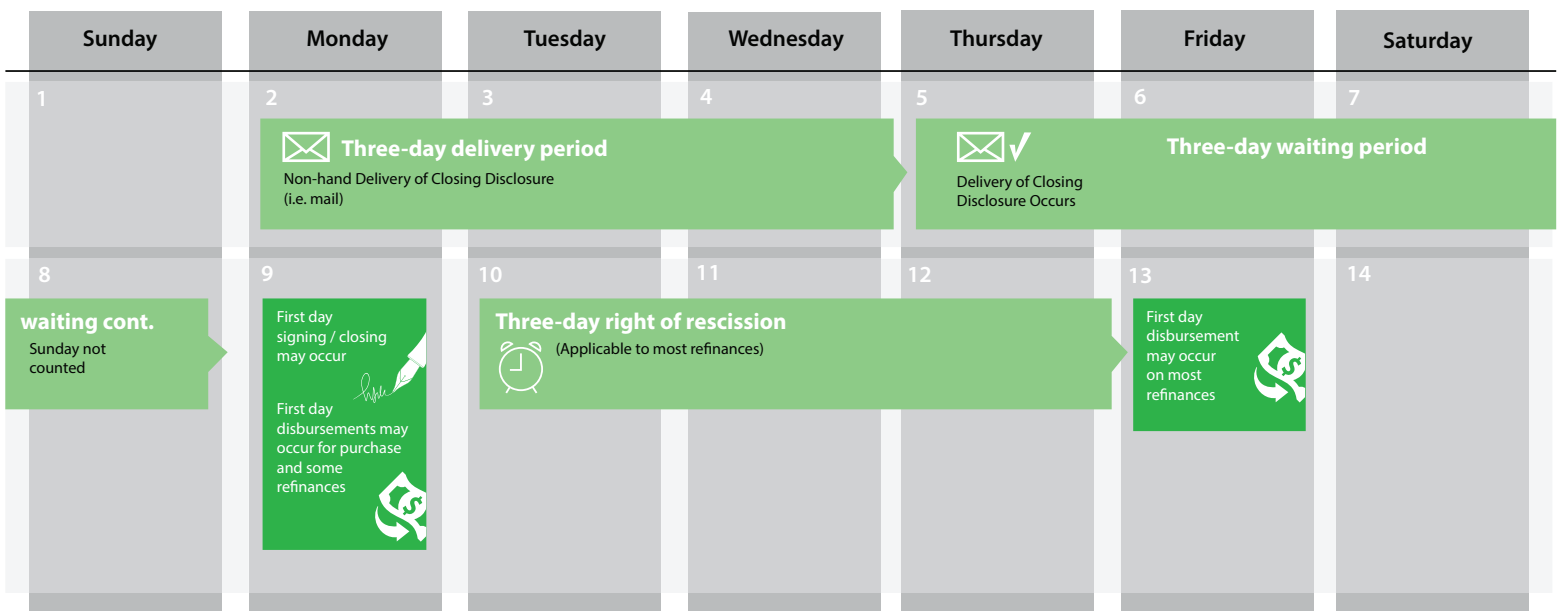 Sunday
Monday
Tuesday
Wednesday
Thursday
Friday
Saturday
1
2
3
4
5
6
7
Three-day delivery period
Non-hand Delivery of Closing Disclosure
(i.e. mail)
Delivery of Closing
Disclosure Occurs
Three-day waiting period
8
9
10
11
12
13
14
waiting cont.
Sunday not
counted
First day
signing / closing
may occur
First day
disbursements may
occur for purchase
and some
refinances
Three-day right of rescission
(Applicable to most refinances)
First day
disbursement
may occur
on most
refinances